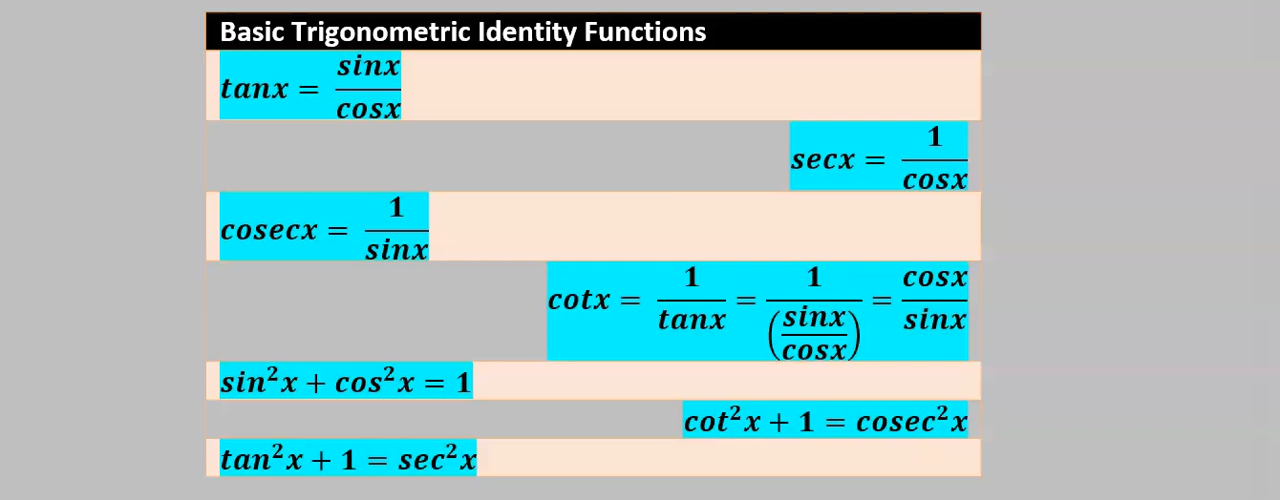 Basic Trigonometric Identity Functions
tanx = sinx/cosx
secx = 1/cosx
cosecx = 1/sinx
cotx = 1/tanx = 1/(sinx/cosx) = cosx/sinx
sin²x + cos²x = 1
cot²x + 1 = cosec²x
tan²x + 1 = sec²x